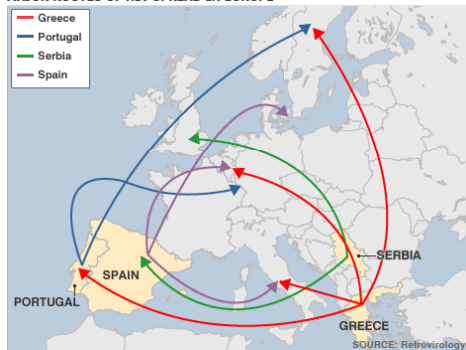 Greece
Portugal
Serbia
Spain
SERBIA
SPAIN
PORTUGAL
GREECE
SOURCE: Retrovirology